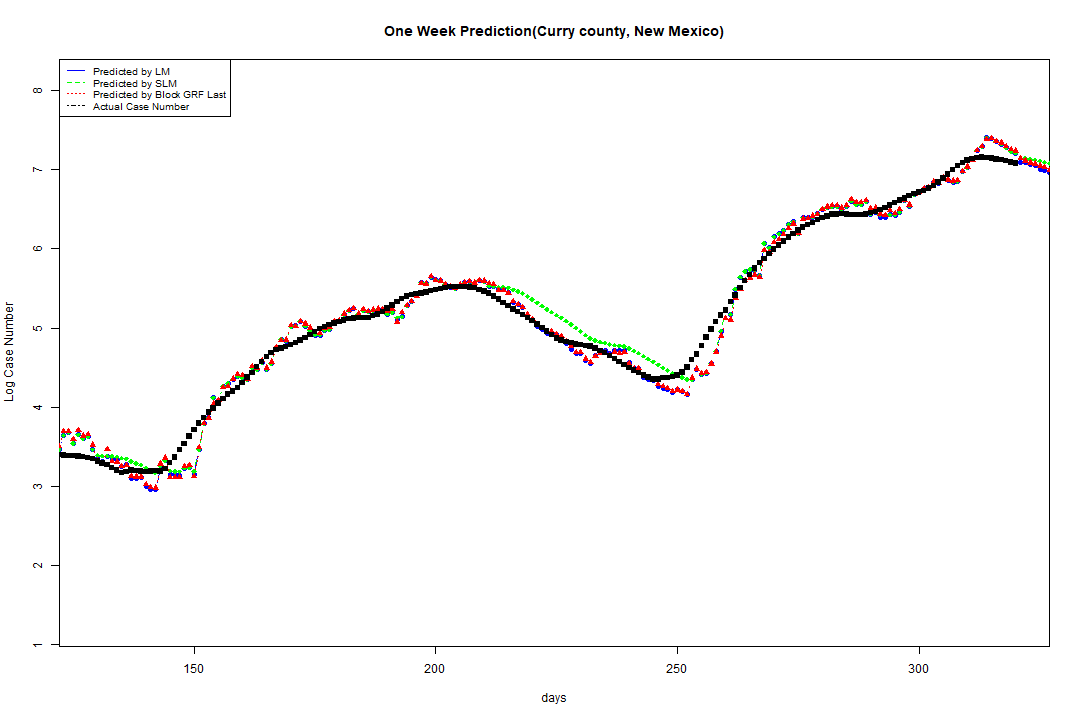 One Week Prediction(Curry county, New Mexico)
Predicted by LM
Predicted by SLM
Predicted by Block GRF Last
Actual Case Number
8
7
6
5
4
3
2
1
Log Case Number
150 200 250 300
days